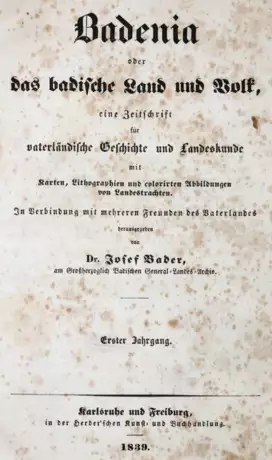 Badenia
oder
das badische Land und Volk,
eine Zeitschrift
für
vaterländische Geschichte und Landeskunde
mit
Karten, Lithographien und colorirten Abbildungen
von Landestrachten.
In Verbindung mit mehreren Freunden des Vaterlandes
herausgegeben
von
Dr. Josef Bader,
am Großherzoglich Badischen General-Landes-Archiv.
Erster Jahrgang.
Karlsruhe und Freiburg,
in der Herder'schen Kunst- und Buchhandlung.
1839.